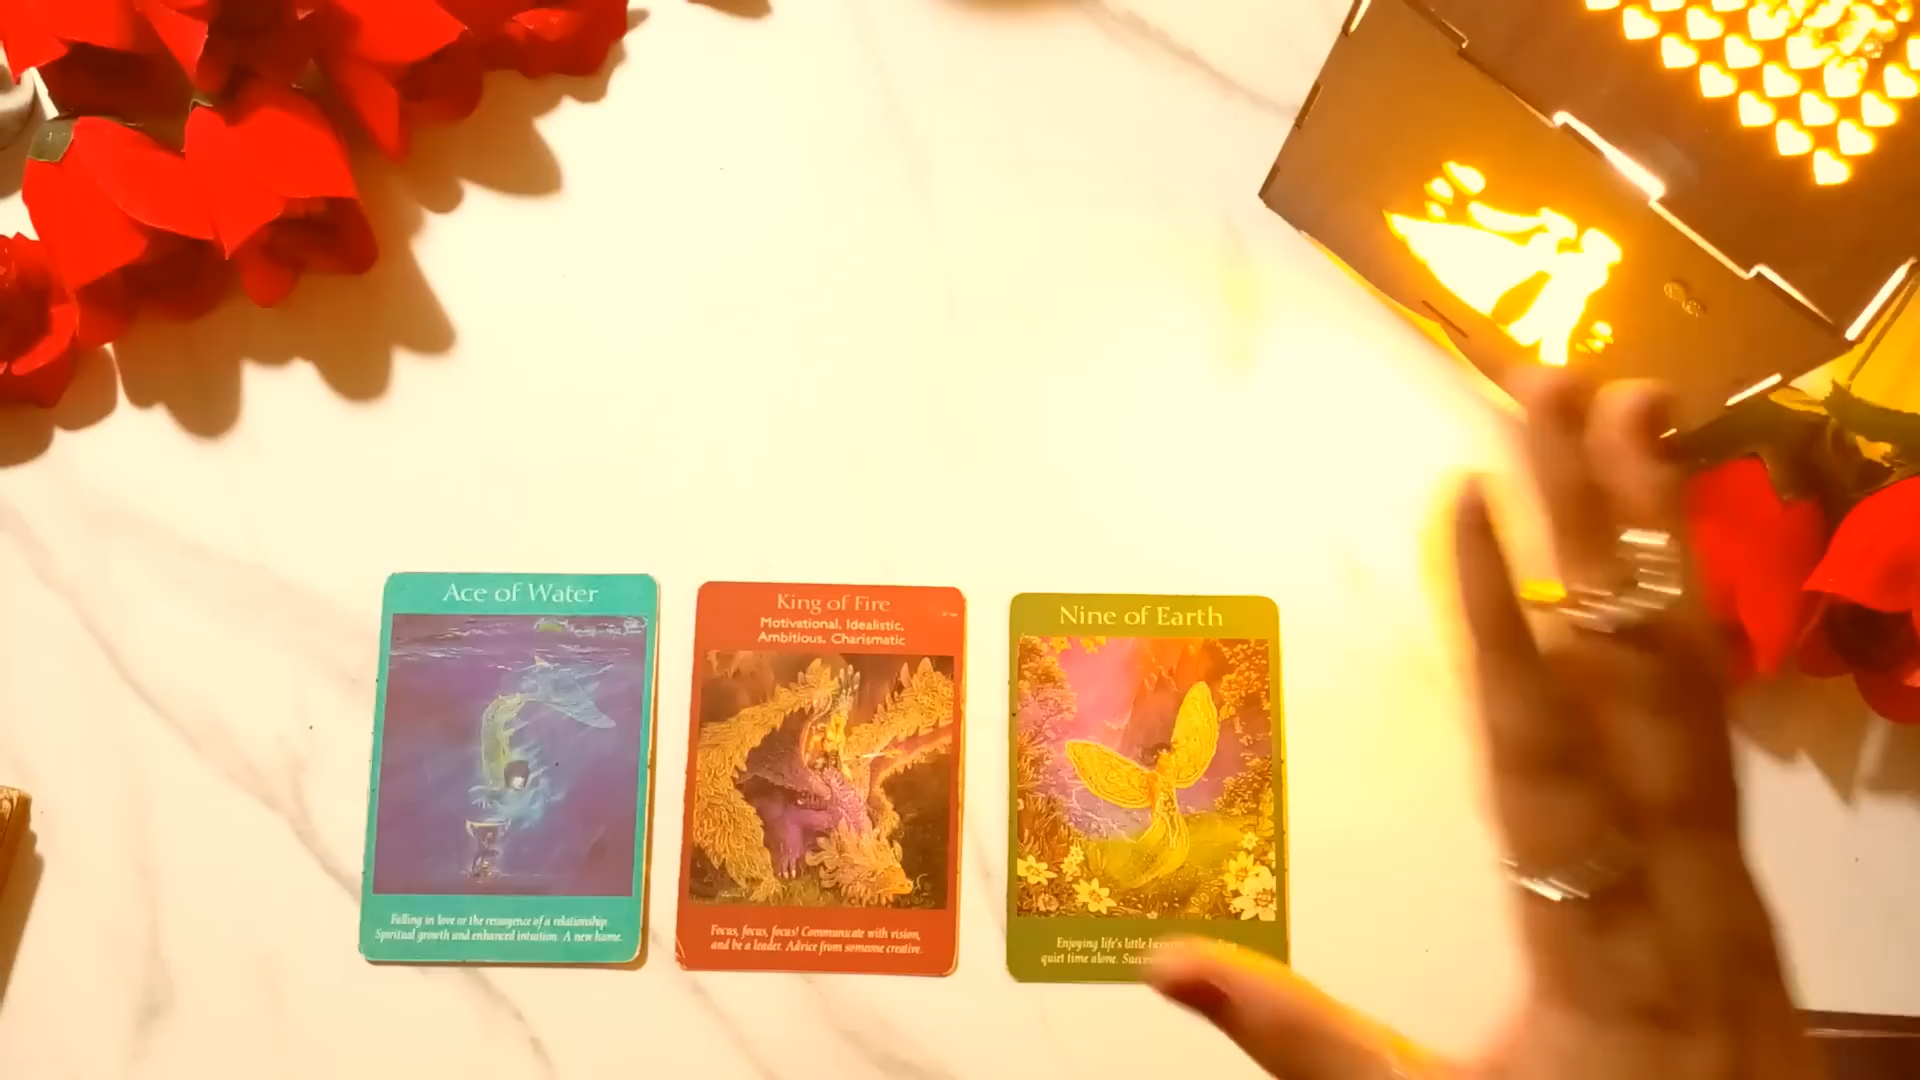 Ace of Water
Falling in love or the resurgence of a relationship.
Spiritual growth and enhanced intuition. A new home.
King of Fire
Motivational, Idealistic,
Ambitious, Charismatic
Focus, focus, focus! Communicate with vision,
and be a leader. Advice from someone creative.
Nine of Earth
Enjoying life's little
quiet time alone.